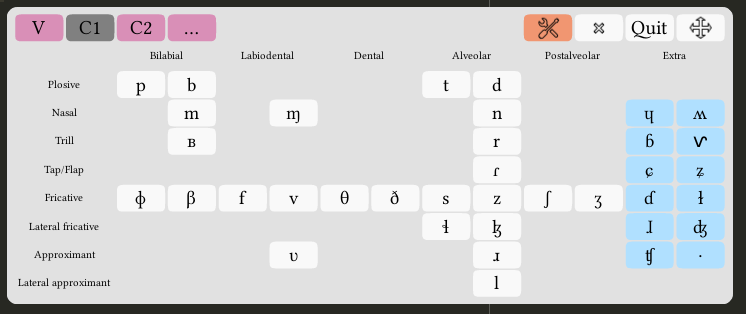 V C1 C2 … Quit
Bilabial Labiodental Dental Alveolar Postalveolar Extra
Plosive p b t d
Nasal m ɱ n ɥ ʍ
Trill ʙ r ɓ ⱱ
Tap/Flap ɾ ɕ ʑ
Fricative ɸ β f v θ ð s z ʃ ʒ ɗ ɫ
Lateral fricative ɬ ɮ ɺ ʤ
Approximant ʋ ɹ ʧ ·
Lateral approximant l